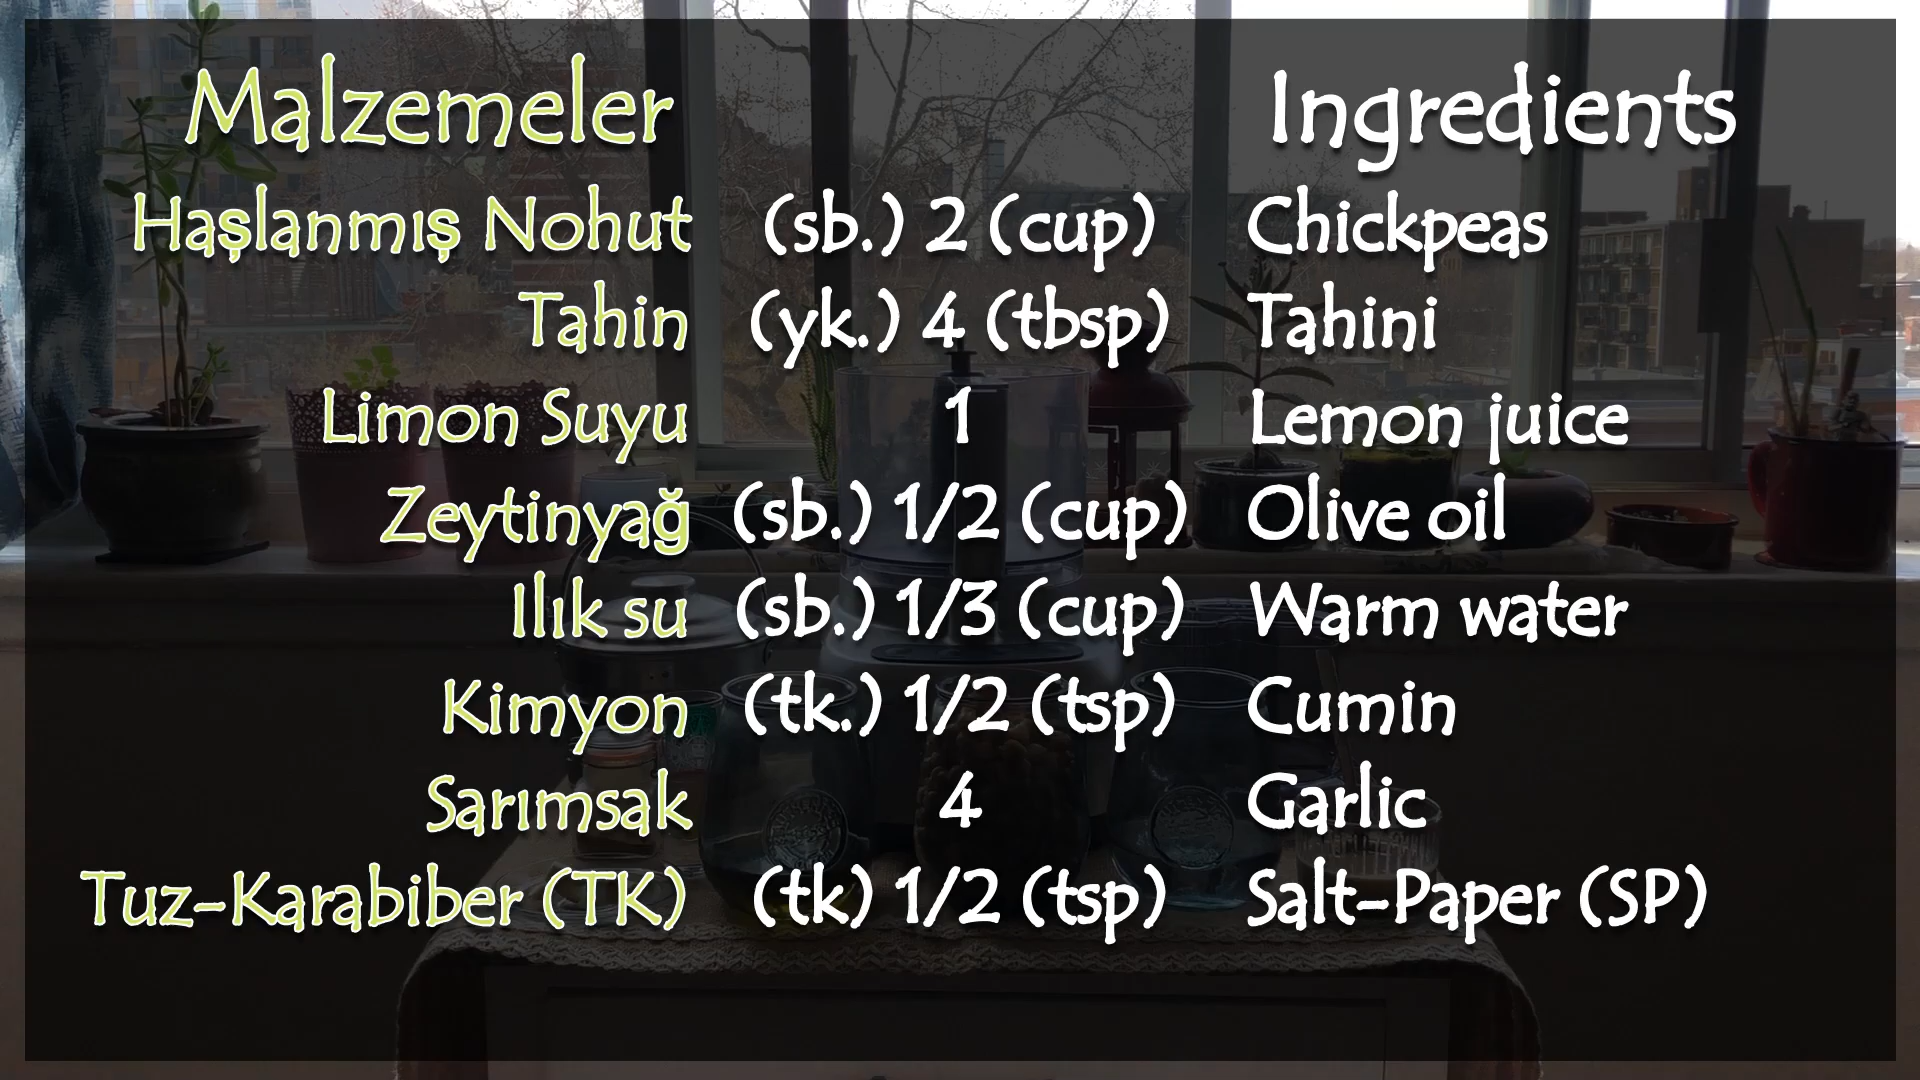 Malzemeler Ingredients
Haşlanmış Nohut (sb.) 2 (cup) Chickpeas
Tahin (yk.) 4 (tbsp) Tahini
Limon Suyu 1 Lemon juice
Zeytinyağ (sb.) 1/2 (cup) Olive oil
Ilık su (sb.) 1/3 (cup) Warm water
Kimyon (tk.) 1/2 (tsp) Cumin
Sarımsak 4 Garlic
Tuz-Karabiber (TK) (tk) 1/2 (tsp) Salt-Paper (SP)